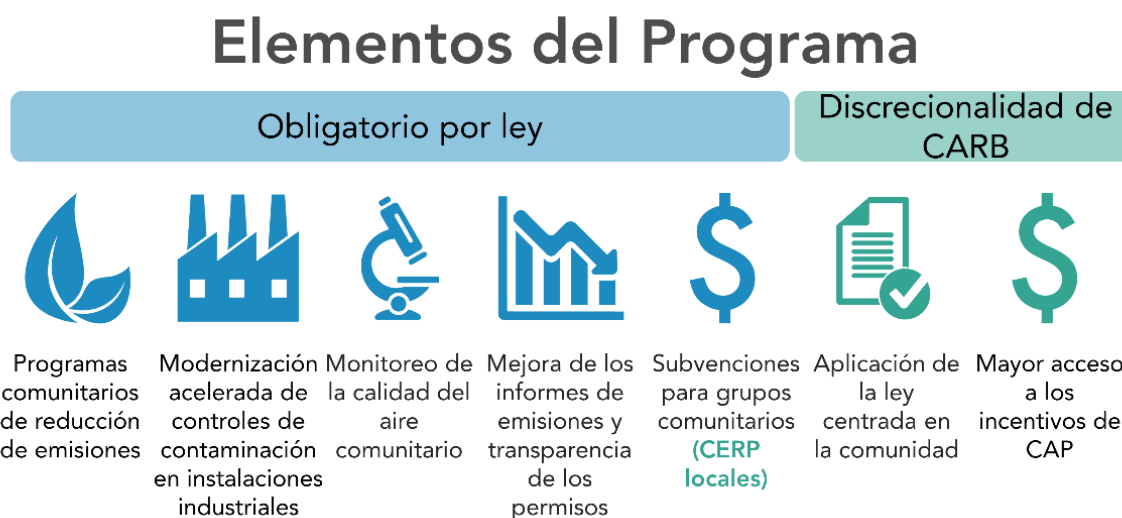 Elementos del Programa
Obligatorio por ley
Discrecionalidad de
CARB
Programas
comunitarios
de reducción
de emisiones
Modernización
acelerada de
controles de
contaminación
en instalaciones
industriales
Monitoreo de
la calidad del
aire
comunitario
Mejora de los
informes de
emisiones y
transparencia
de los
permisos
Subvenciones
para grupos
comunitarios
(CERP
locales)
Aplicación de
la ley
centrada en
la comunidad
Mayor acceso
a los
incentivos de
CAP